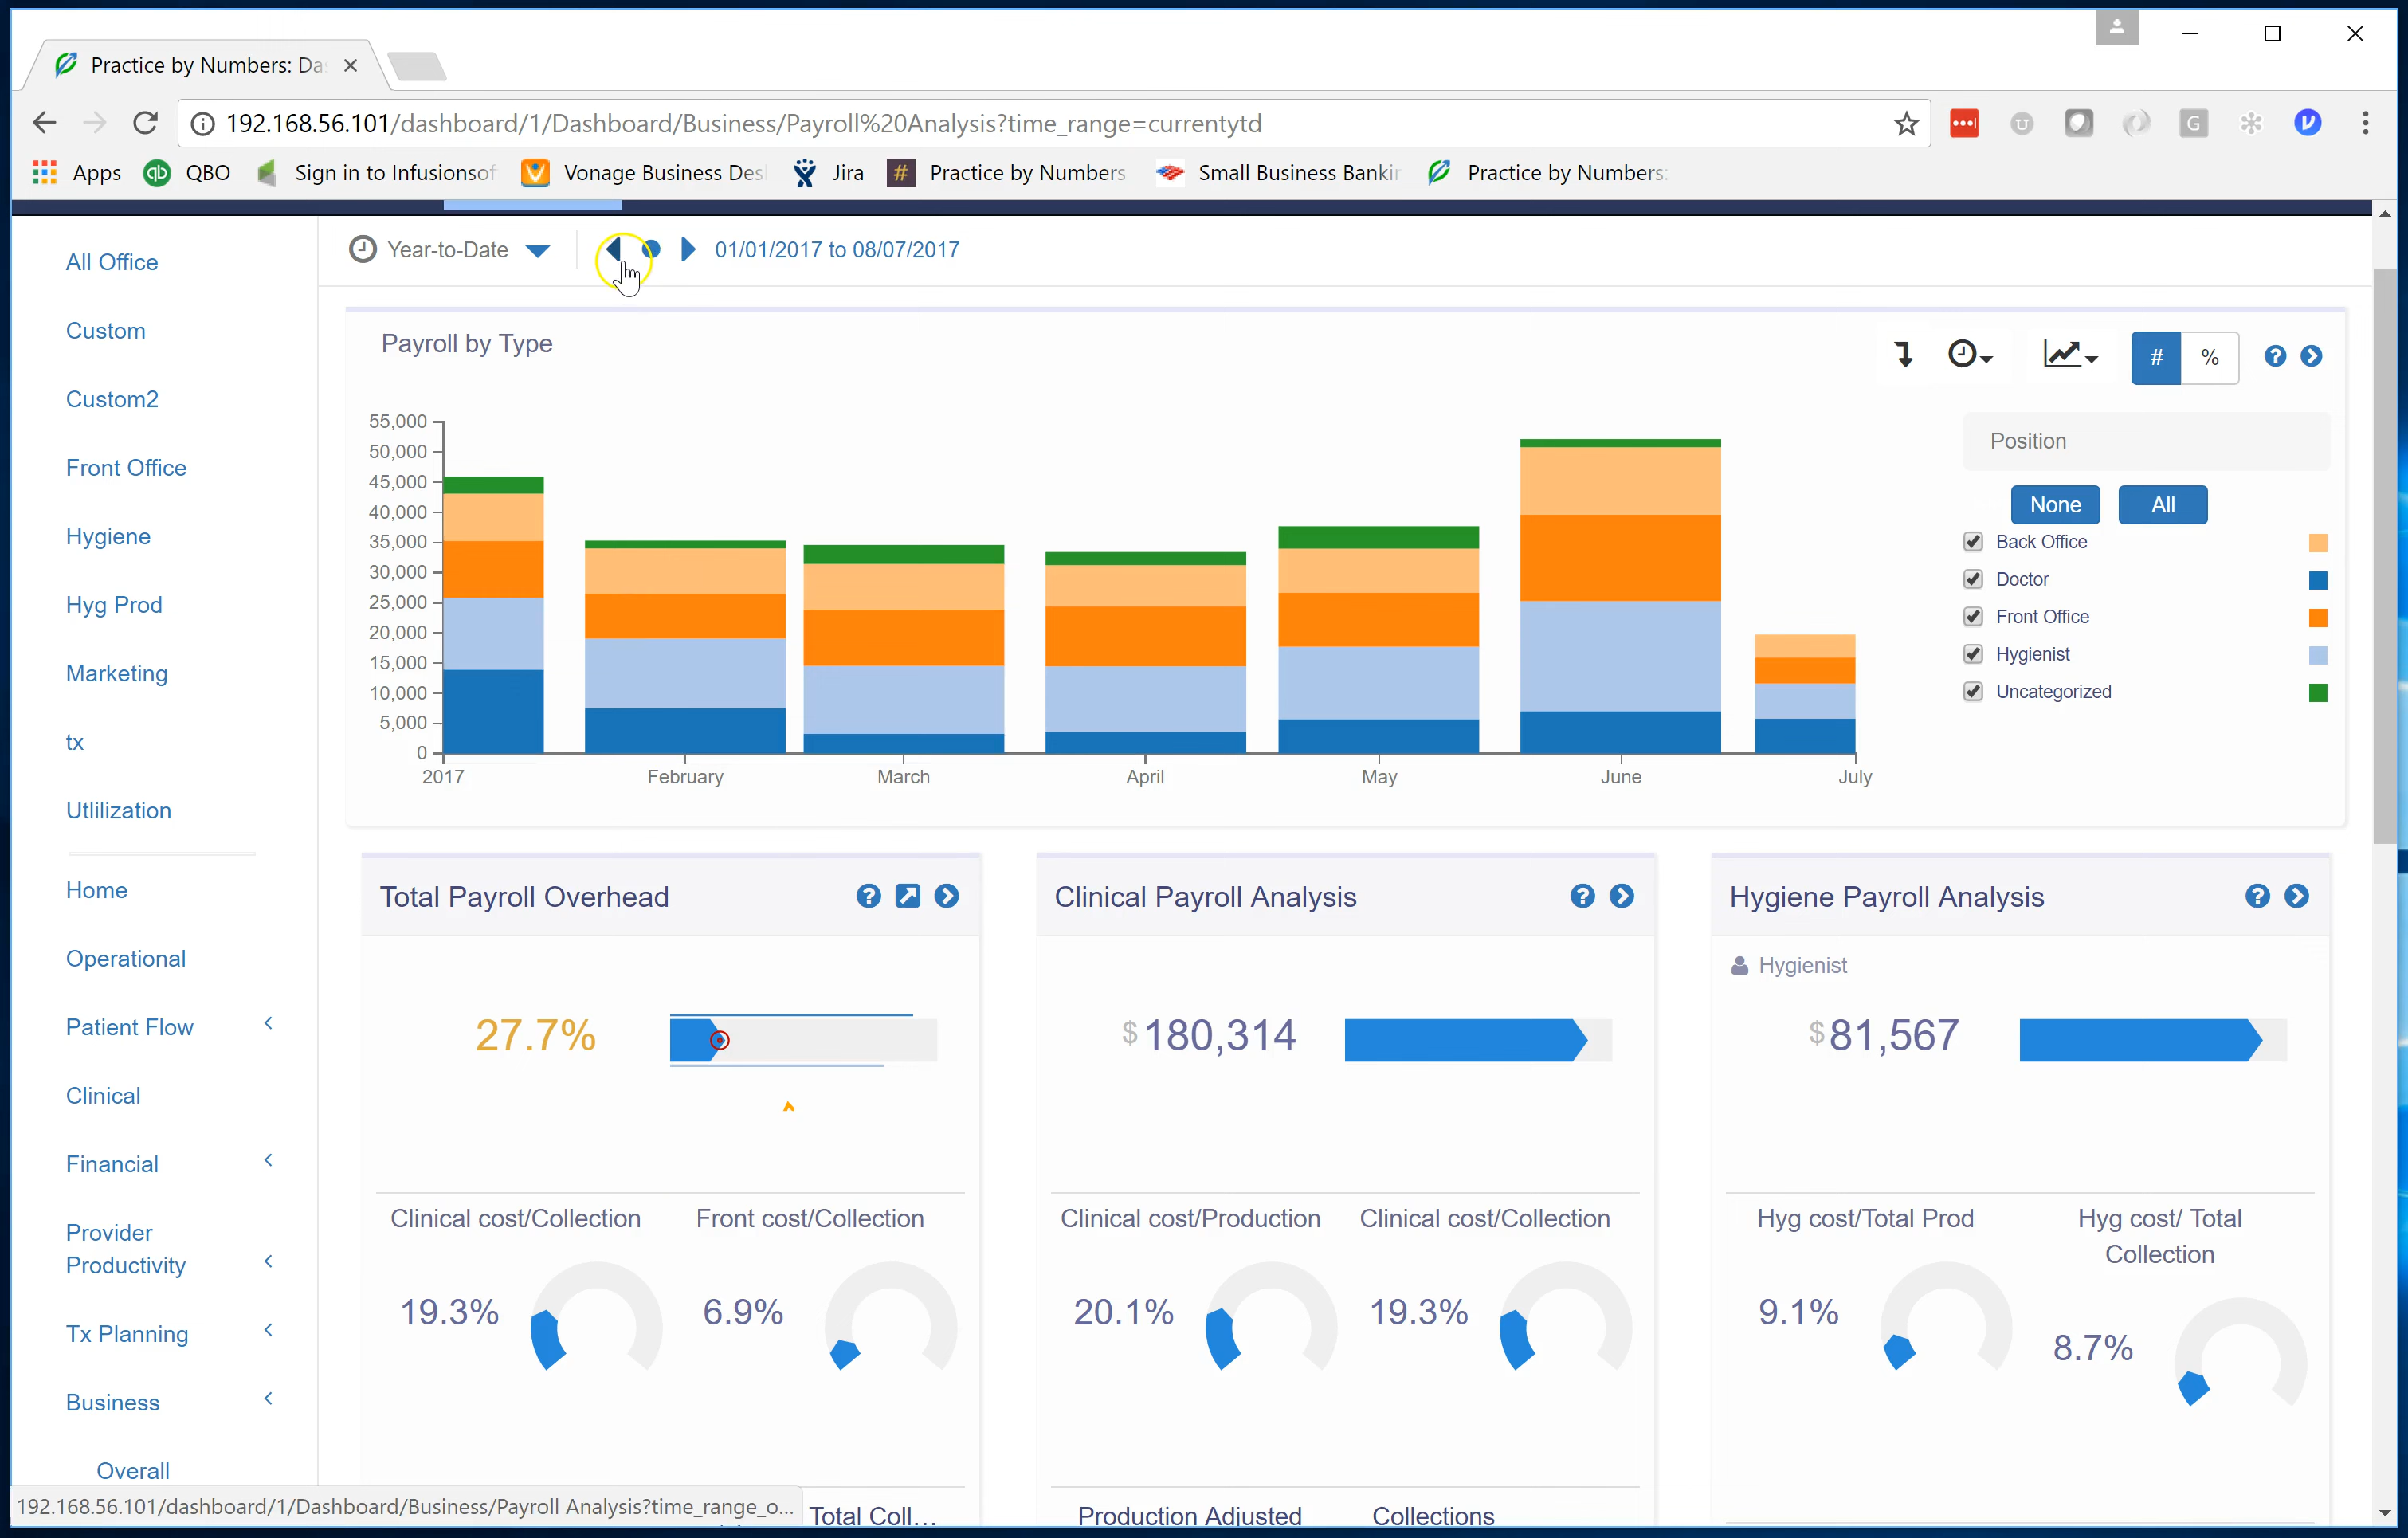 Practice by Numbers: Da
192.168.56.101/dashboard/1/Dashboard/Business/Payroll%20Analysis?time_range=currentytd
Apps QBO Sign in to Infusionsof Vonage Business Des Jira # Practice by Numbers Small Business Bankin Practice by Numbers:
Year-to-Date 01/01/2017 to 08/07/2017
All Office
Custom
Custom2
Front Office
Hygiene
Hyg Prod
Marketing
tx
Utlilization
Home
Operational
Patient Flow
Clinical
Financial
Provider
Productivity
Tx Planning
Business
Overall
Payroll by Type
# %
55,000
50,000
45,000
40,000
35,000
30,000
25,000
20,000
15,000
10,000
5,000
0
2017 February March April May June July
Position
None All
Back Office
Doctor
Front Office
Hygienist
Uncategorized
Total Payroll Overhead
27.7%
Clinical cost/Collection Front cost/Collection
19.3% 6.9%
Total Coll...
Clinical Payroll Analysis
$180,314
Clinical cost/Production Clinical cost/Collection
20.1% 19.3%
Production Adjusted Collections
Hygiene Payroll Analysis
Hygienist
$81,567
Hyg cost/Total Prod Hyg cost/ Total
Collection
9.1% 8.7%
192.168.56.101/dashboard/1/Dashboard/Business/Payroll Analysis?time_range_o...